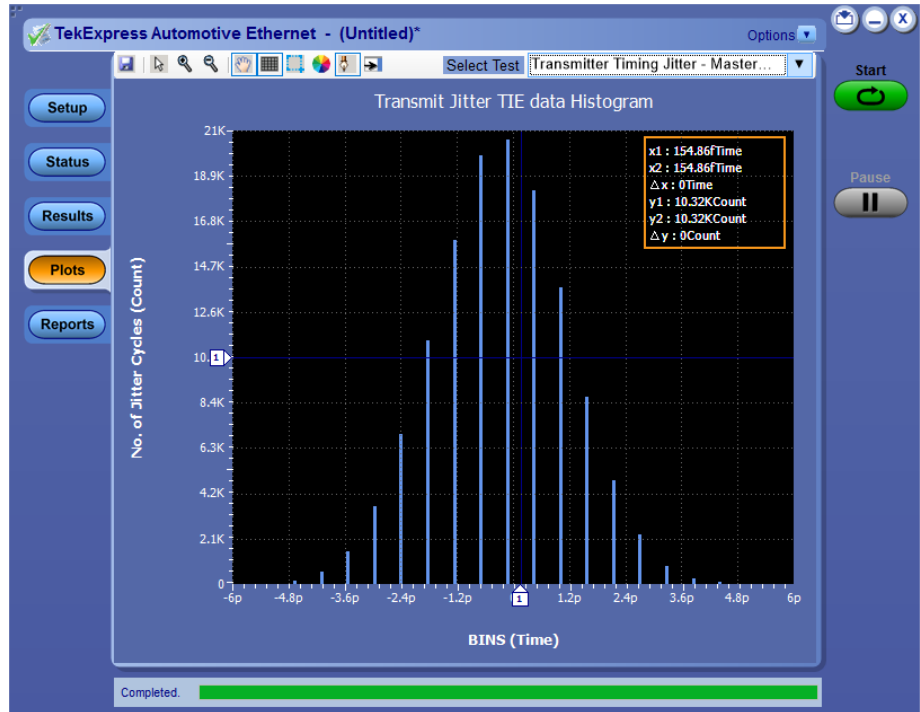 TekExpress Automotive Ethernet - (Untitled)*
Options
Select Test Transmitter Timing Jitter - Master...
Start
Pause
Setup
Status
Results
Plots
Reports
Transmit Jitter TIE data Histogram
x1 : 154.86fTime
x2 : 154.86fTime
Δx : 0Time
y1 : 10.32KCount
y2 : 10.32KCount
Δy : 0Count
No. of Jitter Cycles (Count)
21K
18.9K
16.8K
14.7K
12.6K
10.
1
8.4K
6.3K
4.2K
2.1K
0
-6p -4.8p -3.6p -2.4p -1.2p 1 1.2p 2.4p 3.6p 4.8p 6p
BINS (Time)
Completed.